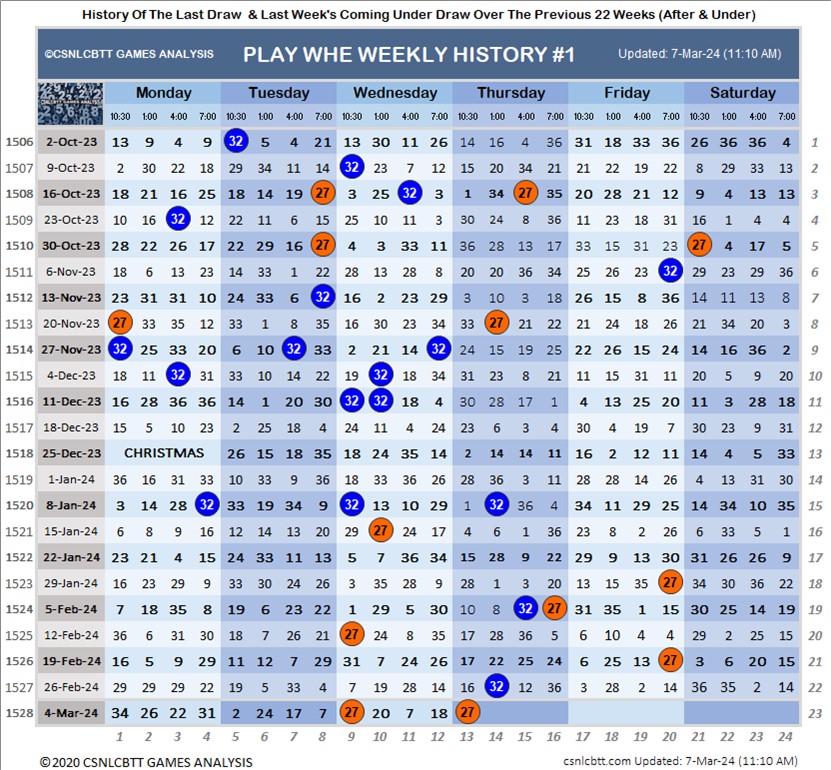 History Of The Last Draw & Last Week's Coming Under Draw Over The Previous 22 Weeks (After & Under)
©CSNLCBTT GAMES ANALYSIS PLAY WHE WEEKLY HISTORY #1 Updated: 7-Mar-24 (11:10 AM)
CSNLCBTT GAMES ANALYSIS Monday Tuesday Wednesday Thursday Friday Saturday
10:30 1:00 4:00 7:00 10:30 1:00 4:00 7:00 10:30 1:00 4:00 7:00 10:30 1:00 4:00 7:00 10:30 1:00 4:00 7:00 10:30 1:00 4:00 7:00
1506 2-Oct-23 13 9 4 9 32 5 4 21 13 30 11 26 14 16 4 36 31 18 33 36 26 36 36 4 1
1507 9-Oct-23 2 30 22 18 29 34 11 14 32 23 7 12 15 20 34 21 21 22 19 22 8 29 33 13 2
1508 16-Oct-23 18 21 16 25 18 14 19 27 3 25 32 3 1 34 27 35 20 28 21 12 9 4 13 13 3
1509 23-Oct-23 10 16 32 12 22 11 6 15 25 10 11 3 30 24 8 36 11 22 18 31 16 1 4 4 4
1510 30-Oct-23 28 22 26 17 22 29 16 27 4 3 33 11 36 28 13 17 33 15 31 23 27 4 17 5 5
1511 6-Nov-23 18 6 13 23 14 33 1 22 28 13 28 8 20 20 36 34 25 26 23 32 29 23 29 36 6
1512 13-Nov-23 23 31 31 10 24 33 6 32 16 2 23 29 3 10 3 18 26 15 8 36 14 11 13 8 7
1513 20-Nov-23 27 33 35 12 9 1 8 35 16 30 23 34 33 27 21 22 21 24 18 26 21 34 20 3 8
1514 27-Nov-23 32 25 33 20 6 10 32 33 2 21 14 32 24 15 19 25 22 26 15 24 14 16 36 2 9
1515 4-Dec-23 18 11 32 31 33 10 14 22 19 32 18 34 31 23 8 21 11 13 31 11 20 5 9 20 10
1516 11-Dec-23 16 28 36 36 14 1 20 30 32 32 18 4 30 28 17 1 4 13 25 20 11 3 28 18 11
1517 18-Dec-23 15 5 10 23 2 25 18 4 24 11 4 24 23 6 3 4 30 4 19 7 30 23 9 31 12
1518 25-Dec-23 CHRISTMAS 26 15 18 35 18 24 35 14 2 14 14 11 16 2 12 11 14 4 5 33 13
1519 1-Jan-24 36 16 31 33 10 33 9 36 18 33 36 26 28 36 3 11 28 28 14 26 4 13 31 30 14
1520 8-Jan-24 3 14 28 32 33 19 34 9 32 13 10 29 1 32 36 4 34 11 29 25 14 34 10 35 15
1521 15-Jan-24 6 8 9 16 12 14 13 20 29 27 24 17 4 6 1 36 23 8 2 26 6 33 5 1 16
1522 22-Jan-24 23 21 4 15 24 33 11 13 5 7 36 34 15 28 9 22 29 9 13 30 31 26 26 9 17
1523 29-Jan-24 16 23 29 9 33 30 24 26 3 35 28 9 28 1 3 20 13 15 35 27 34 30 36 22 18
1524 5-Feb-24 7 18 35 8 19 6 23 22 1 29 5 30 10 8 32 27 31 35 1 15 30 25 14 19 19
1525 12-Feb-24 36 6 31 30 18 7 26 21 27 24 8 35 17 28 36 5 6 10 4 4 29 2 25 15 20
1526 19-Feb-24 16 5 9 29 11 12 7 29 31 7 24 26 17 22 25 24 6 25 13 27 3 6 20 15 21
1527 26-Feb-24 29 29 29 22 19 5 33 4 7 19 28 14 16 32 12 36 3 28 2 14 36 35 2 14 22
1528 4-Mar-24 34 26 22 31 2 24 17 7 27 20 7 18 27 23
1 2 3 4 5 6 7 8 9 10 11 12 13 14 15 16 17 18 19 20 21 22 23 24
©2020 CSNLCBTT GAMES ANALYSIS csnlcbtt.com Updated: 7-Mar-24 (11:10 AM)